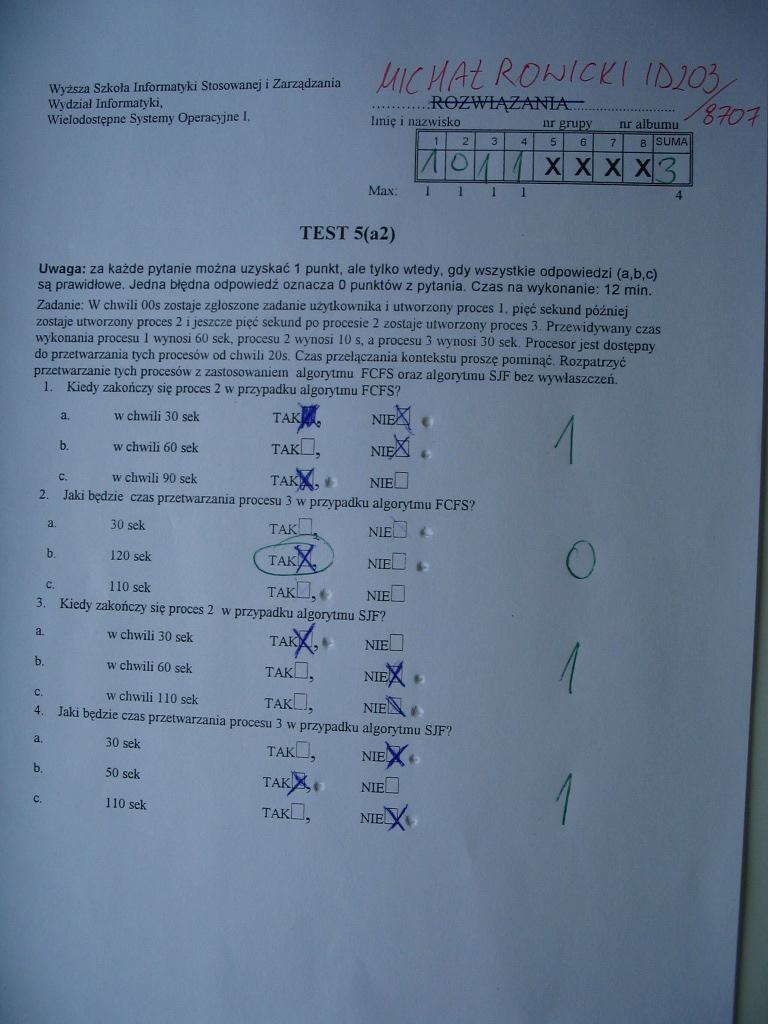 MICHAŁ ROWICKI ID203/8707
Wyższa Szkoła Informatyki Stosowanej i Zarządzania
Wydział Informatyki,
Wielodostępne Systemy Operacyjne I,
ROZWIĄZANIA
Imię i nazwisko nr grupy nr albumu
1 2 3 4 5 6 7 8 SUMA
1 0 1 1 X X X X 3
Max: 1 1 1 1 4
TEST 5(a2)
Uwaga: za każde pytanie można uzyskać 1 punkt, ale tylko wtedy, gdy wszystkie odpowiedzi (a,b,c)
są prawidłowe. Jedna błędna odpowiedź oznacza 0 punktów z pytania. Czas na wykonanie: 12 min.
Zadanie: W chwili 00s zostaje zgłoszone zadanie użytkownika i utworzony proces 1, pięć sekund później
zostaje utworzony proces 2 i jeszcze pięć sekund po procesie 2 zostaje utworzony proces 3. Przewidywany czas
wykonania procesu 1 wynosi 60 sek, procesu 2 wynosi 10 s, a procesu 3 wynosi 30 sek. Procesor jest dostępny
do przetwarzania tych procesów od chwili 20s. Czas przełączania kontekstu proszę pominąć. Rozpatrzyć
przetwarzanie tych procesów z zastosowaniem algorytmu FCFS oraz algorytmu SJF bez wywłaszczeń.
1. Kiedy zakończy się proces 2 w przypadku algorytmu FCFS?
a. w chwili 30 sek TAK, NIE
1
b. w chwili 60 sek TAK, NIE
c. w chwili 90 sek TAK, NIE
2. Jaki będzie czas przetwarzania procesu 3 w przypadku algorytmu FCFS?
a. 30 sek TAK, NIE
b. 120 sek TAK, NIE 0
c. 110 sek TAK, NIE
3. Kiedy zakończy się proces 2 w przypadku algorytmu SJF?
a. w chwili 30 sek TAK, NIE
b. w chwili 60 sek TAK, NIE 1
c. w chwili 110 sek TAK, NIE
4. Jaki będzie czas przetwarzania procesu 3 w przypadku algorytmu SJF?
a. 30 sek TAK, NIE
b. 50 sek TAK, NIE 1
c. 110 sek TAK, NIE